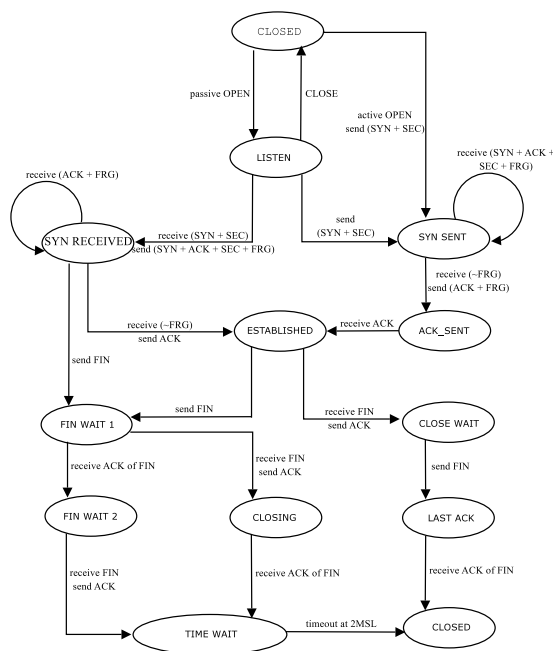 CLOSED
passive OPEN
CLOSE
active OPEN
send (SYN + SEC)
LISTEN
receive (SYN + ACK +
SEC + FRG)
receive (ACK + FRG)
SYN RECEIVED
receive (SYN + SEC)
send (SYN + ACK + SEC + FRG)
send
(SYN + SEC)
SYN SENT
receive (~FRG)
send (ACK + FRG)
receive (~FRG)
send ACK
ESTABLISHED
receive ACK
ACK_SENT
send FIN
send FIN
receive FIN
send ACK
FIN WAIT 1
CLOSE WAIT
receive ACK of FIN
receive FIN
send ACK
send FIN
FIN WAIT 2
CLOSING
LAST ACK
receive FIN
send ACK
receive ACK of FIN
receive ACK of FIN
TIME WAIT
timeout at 2MSL
CLOSED